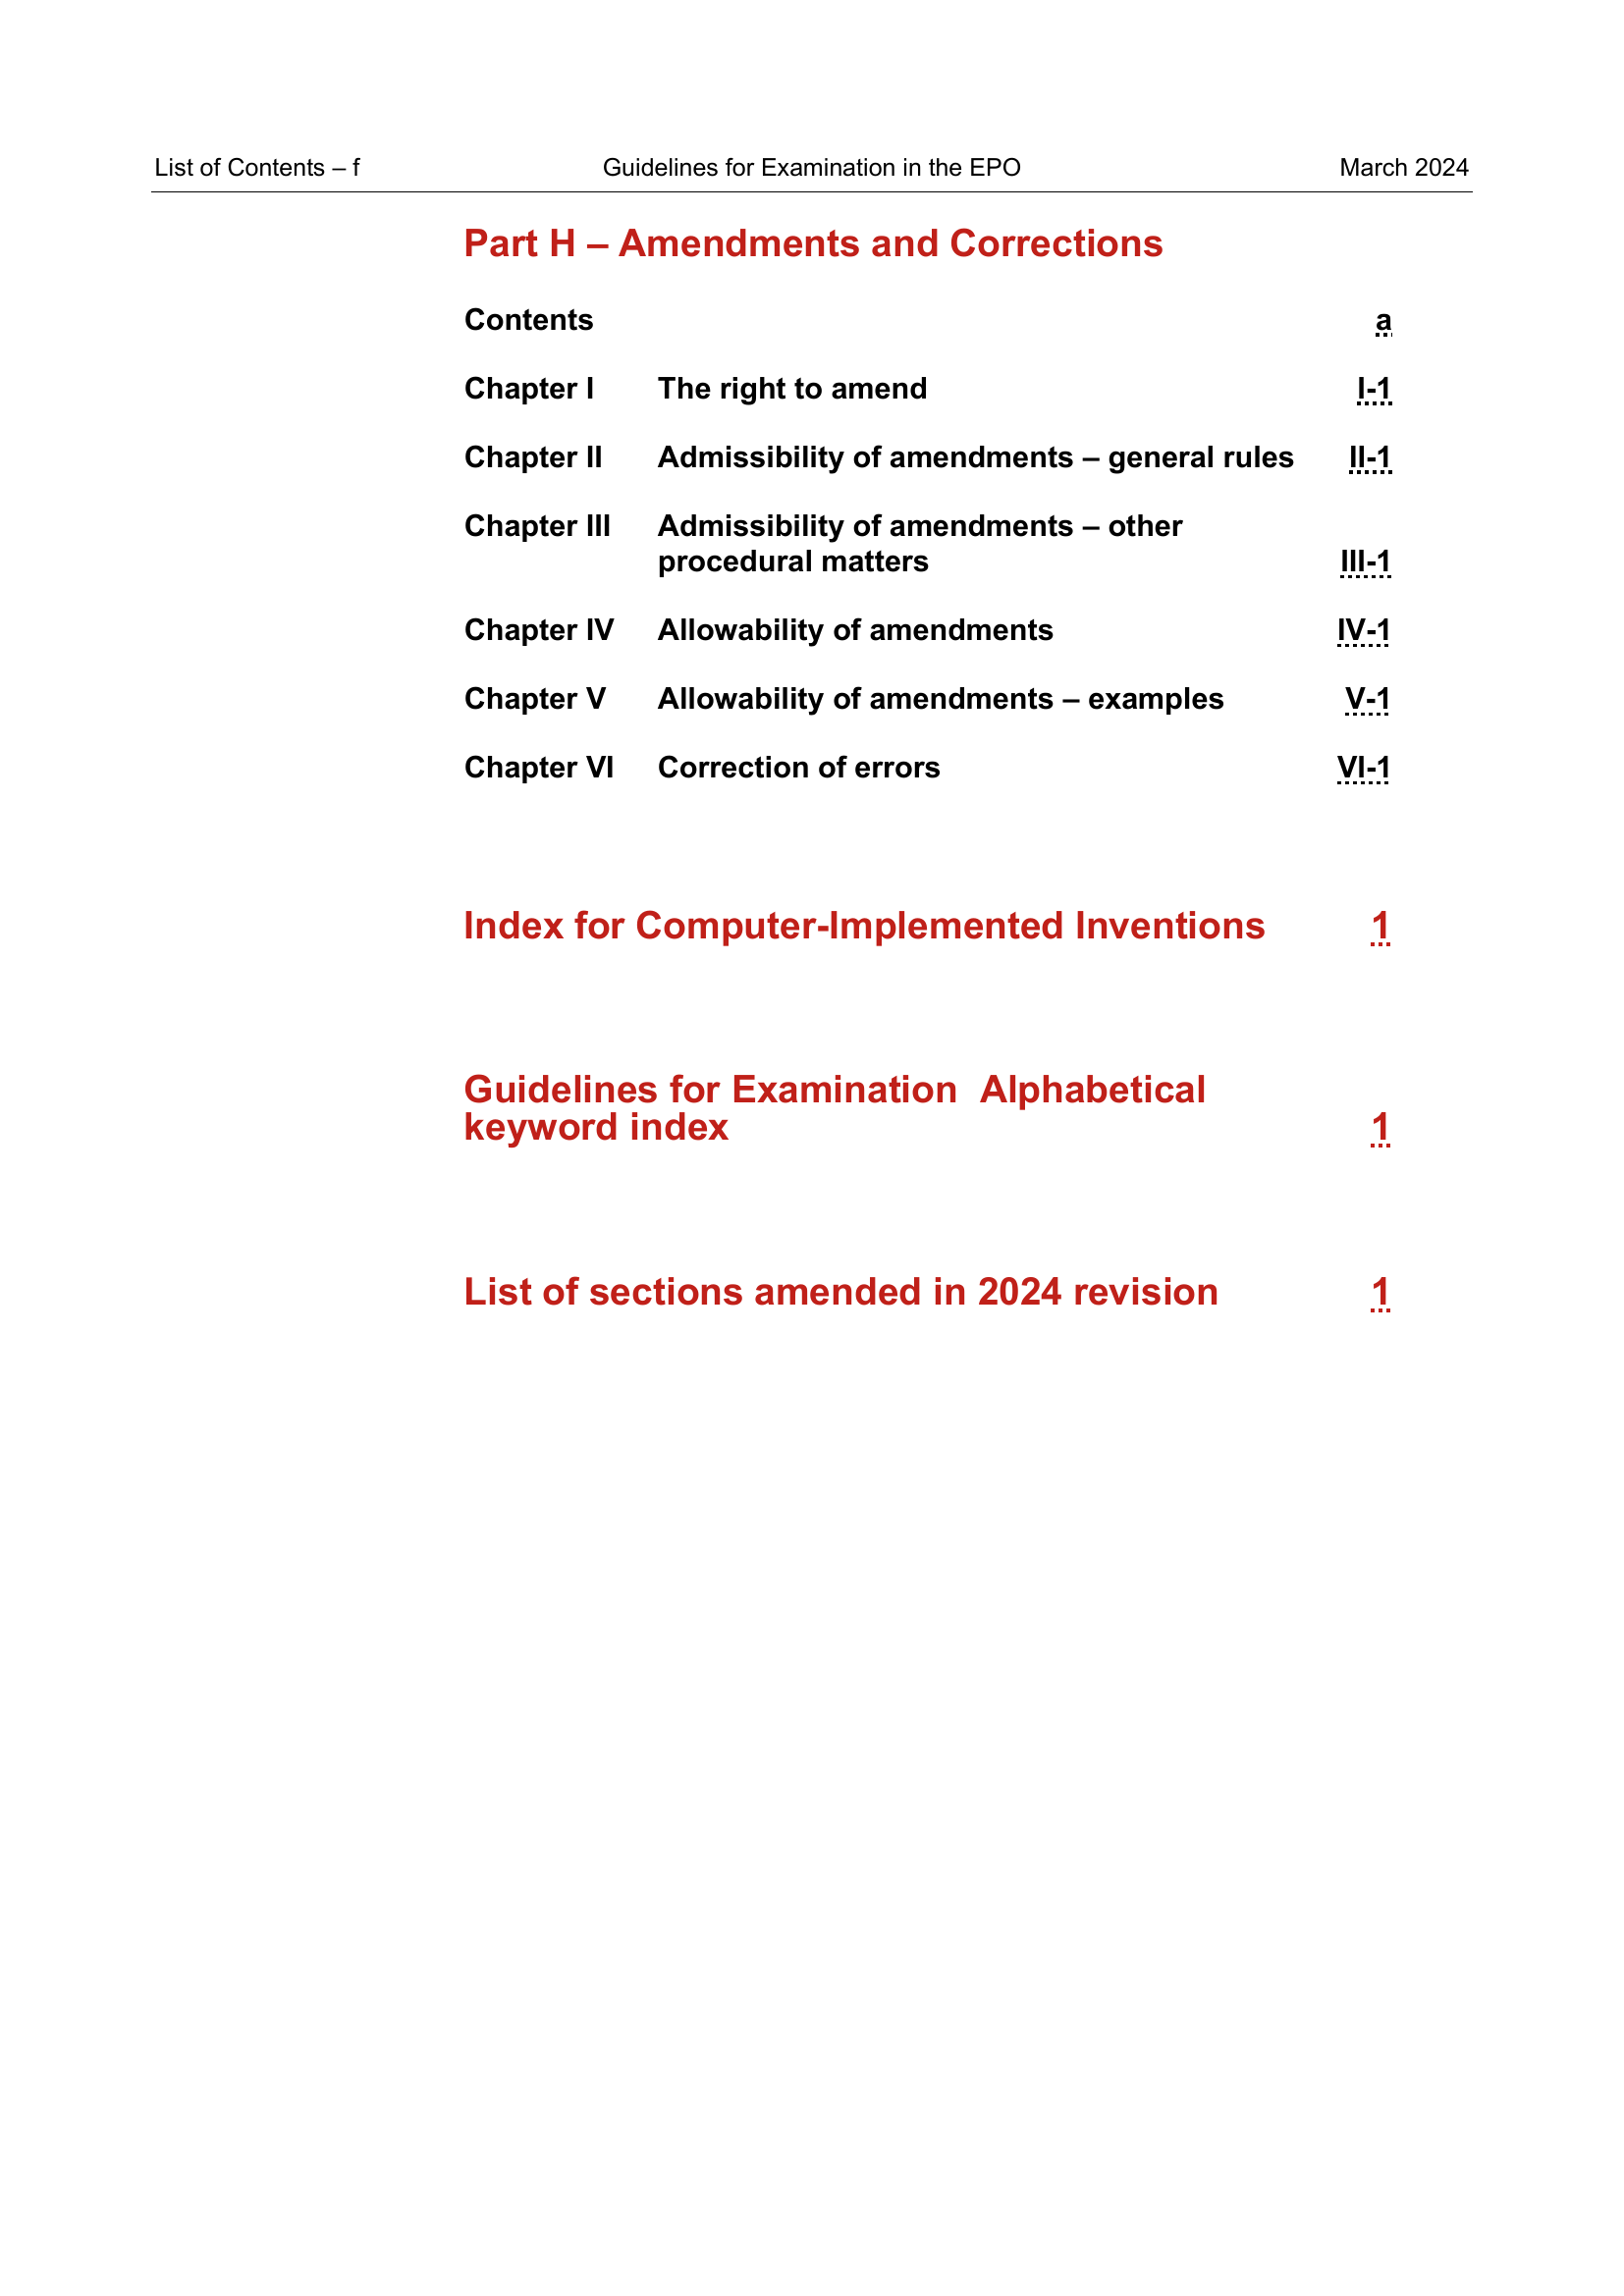 List of Contents – f Guidelines for Examination in the EPO March 2024
Part H – Amendments and Corrections
Contents a
Chapter I The right to amend I-1
Chapter II Admissibility of amendments – general rules II-1
Chapter III Admissibility of amendments – other
procedural matters III-1
Chapter IV Allowability of amendments IV-1
Chapter V Allowability of amendments – examples V-1
Chapter VI Correction of errors VI-1
Index for Computer-Implemented Inventions 1
Guidelines for Examination  Alphabetical
keyword index 1
List of sections amended in 2024 revision 1